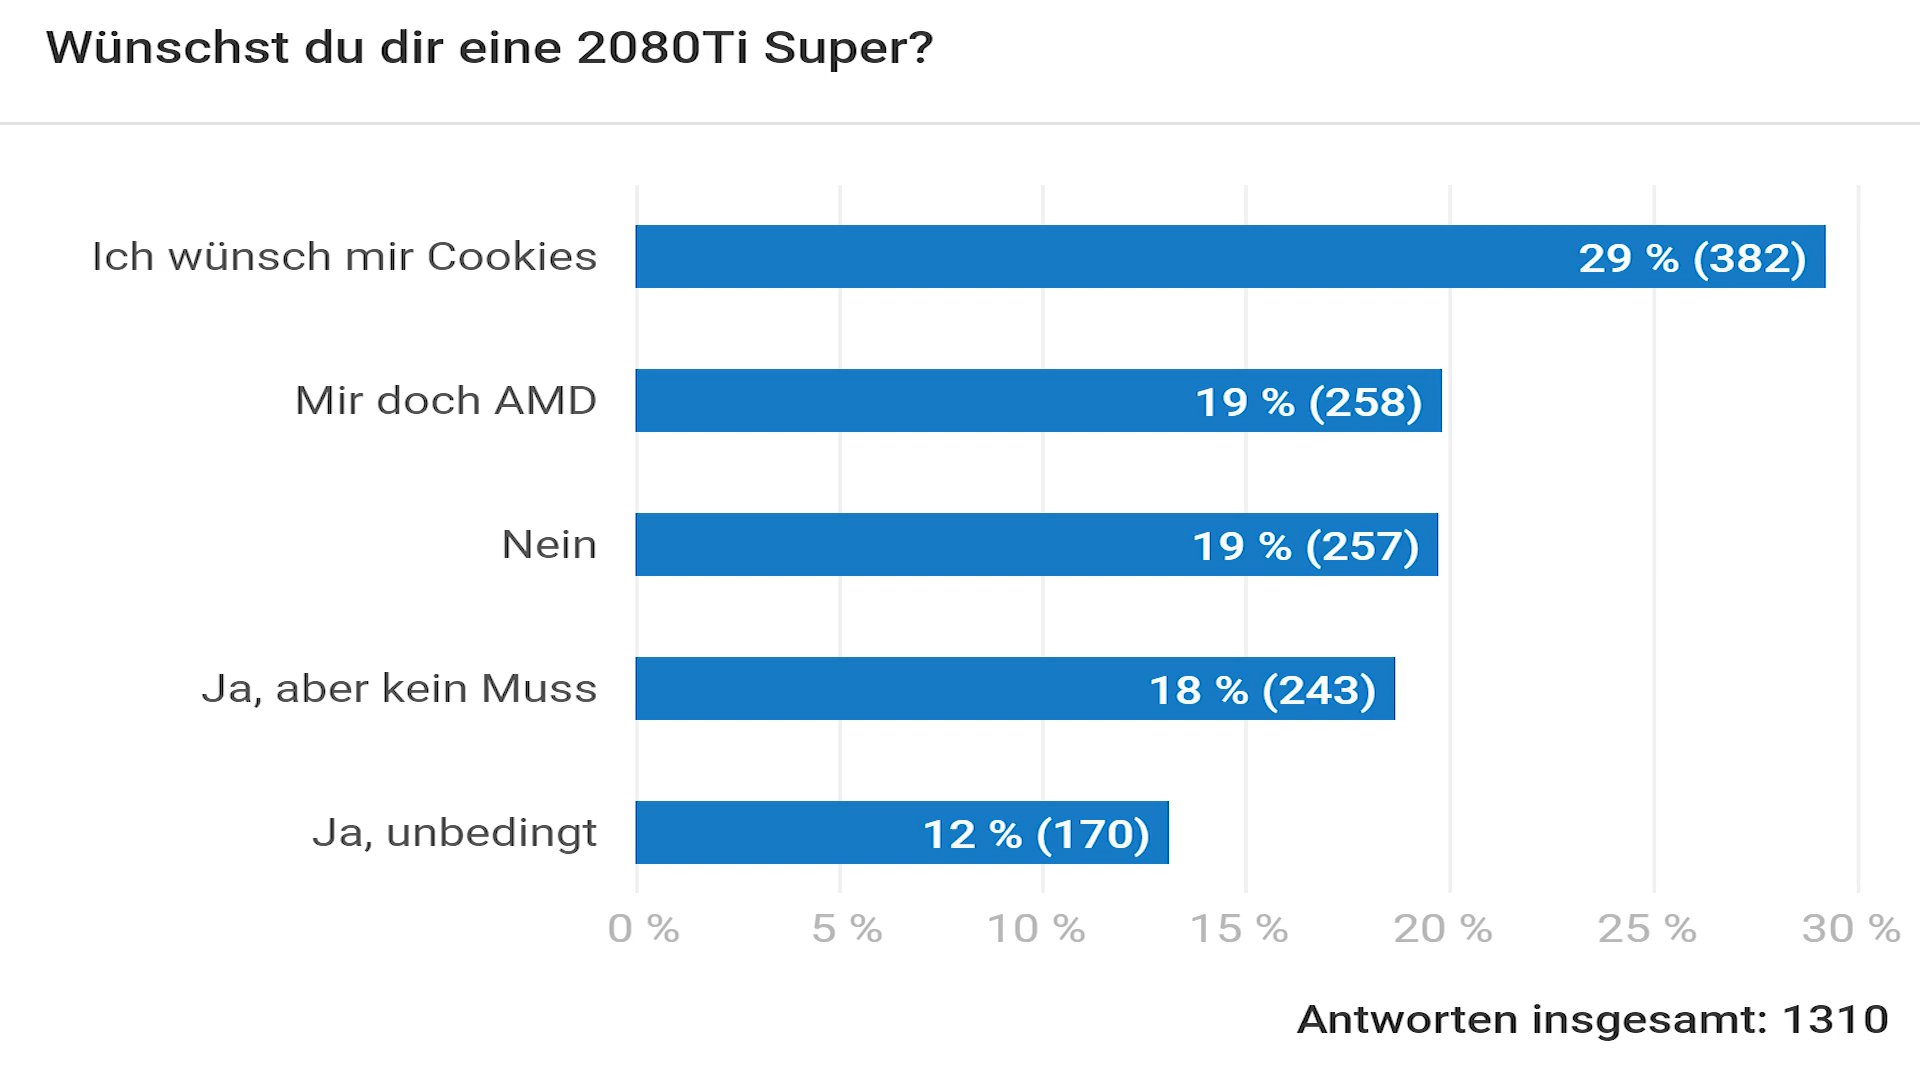 Wünschst du dir eine 2080Ti Super?
Ich wünsch mir Cookies 29 % (382)
Mir doch AMD 19 % (258)
Nein 19 % (257)
Ja, aber kein Muss 18 % (243)
Ja, unbedingt 12 % (170)
0 % 5 % 10 % 15 % 20 % 25 % 30 %
Antworten insgesamt: 1310